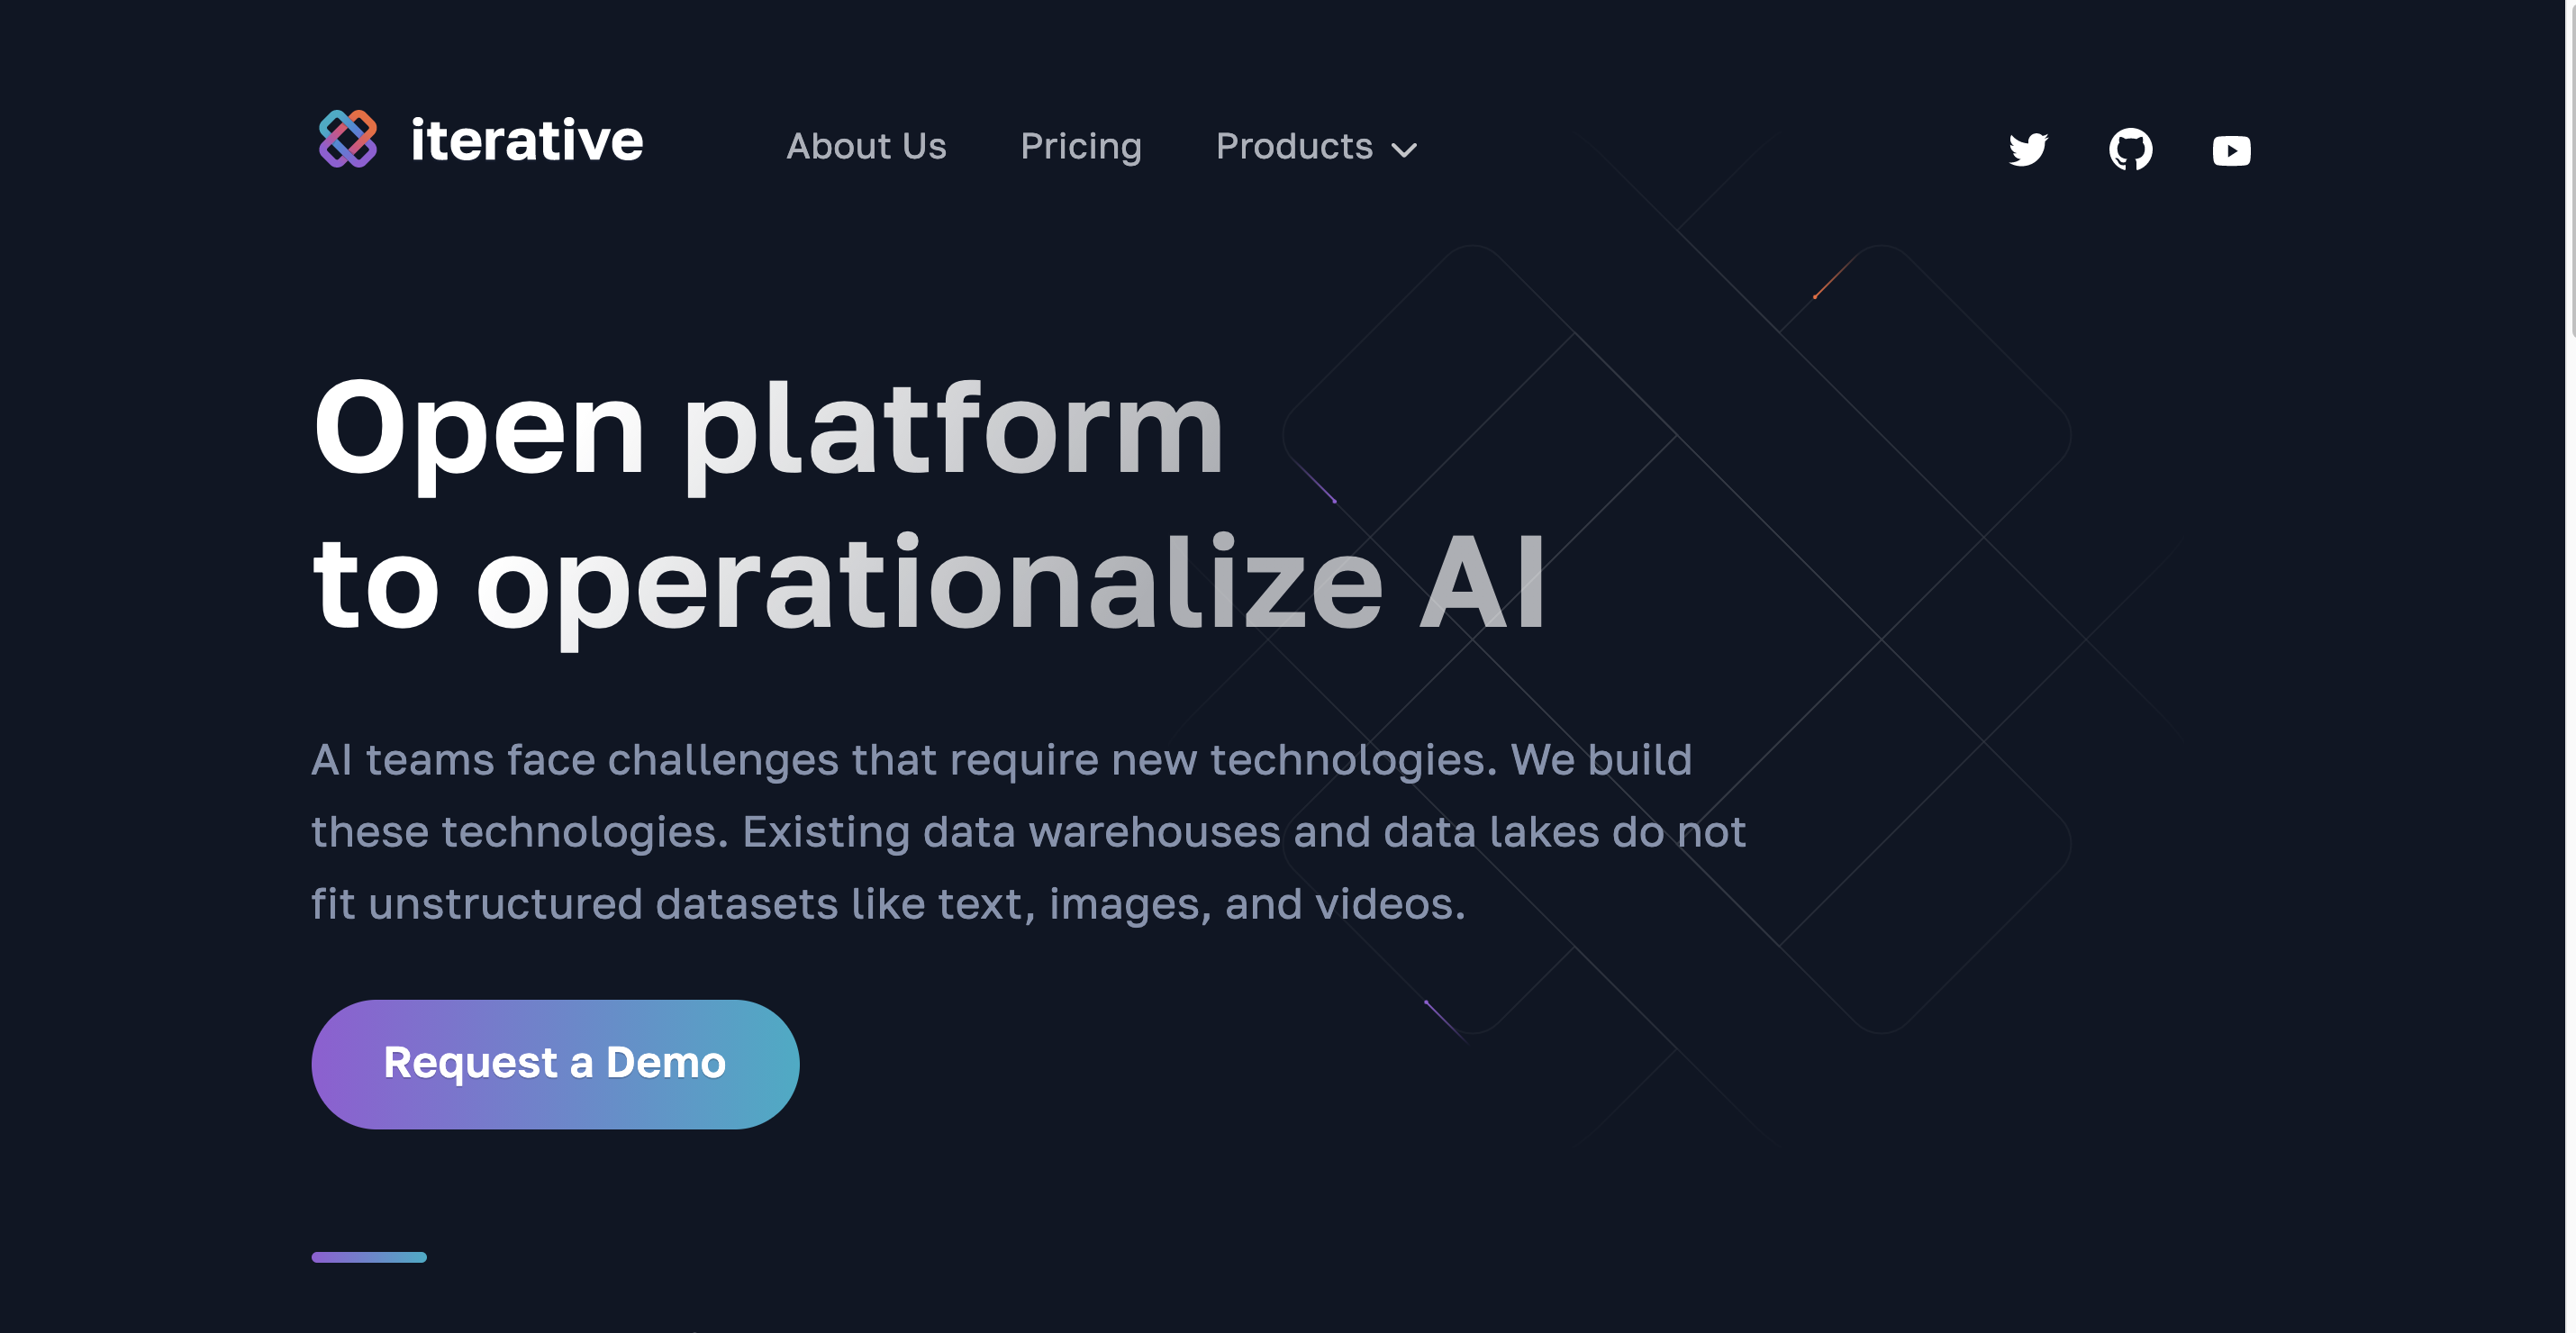 iterative
About Us
Pricing
Products
Open platform
to operationalize AI
AI teams face challenges that require new technologies. We build
these technologies. Existing data warehouses and data lakes do not
fit unstructured datasets like text, images, and videos.
Request a Demo